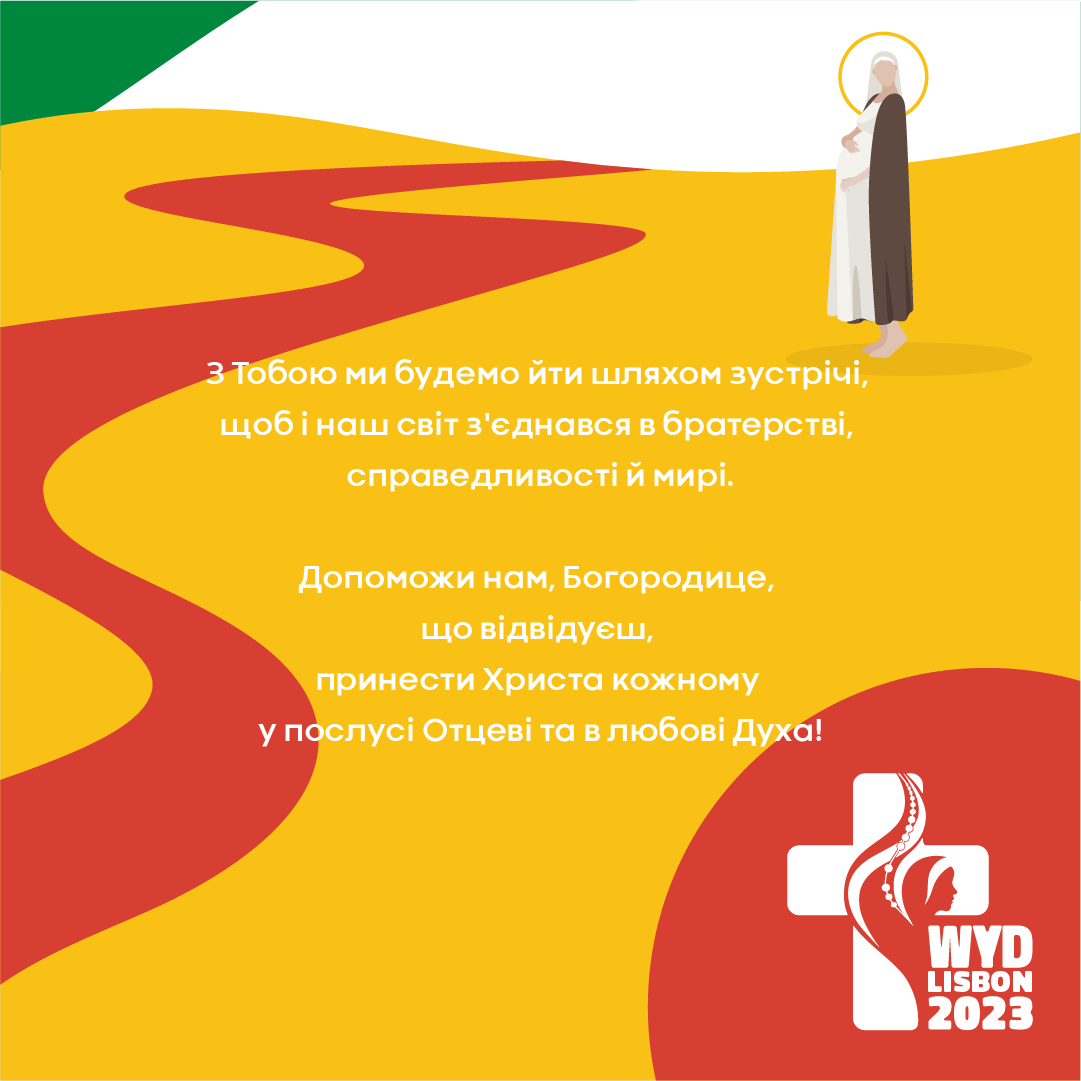 З Тобою ми будемо йти шляхом зустрічі,
щоб і наш світ з'єднався в братерстві,
справедливості й мирі.
Допоможи нам, Богородице,
що відвідуєш,
принести Христа кожному
у послусі Отцеві та в любові Духа!
WYD
LISBON
2023